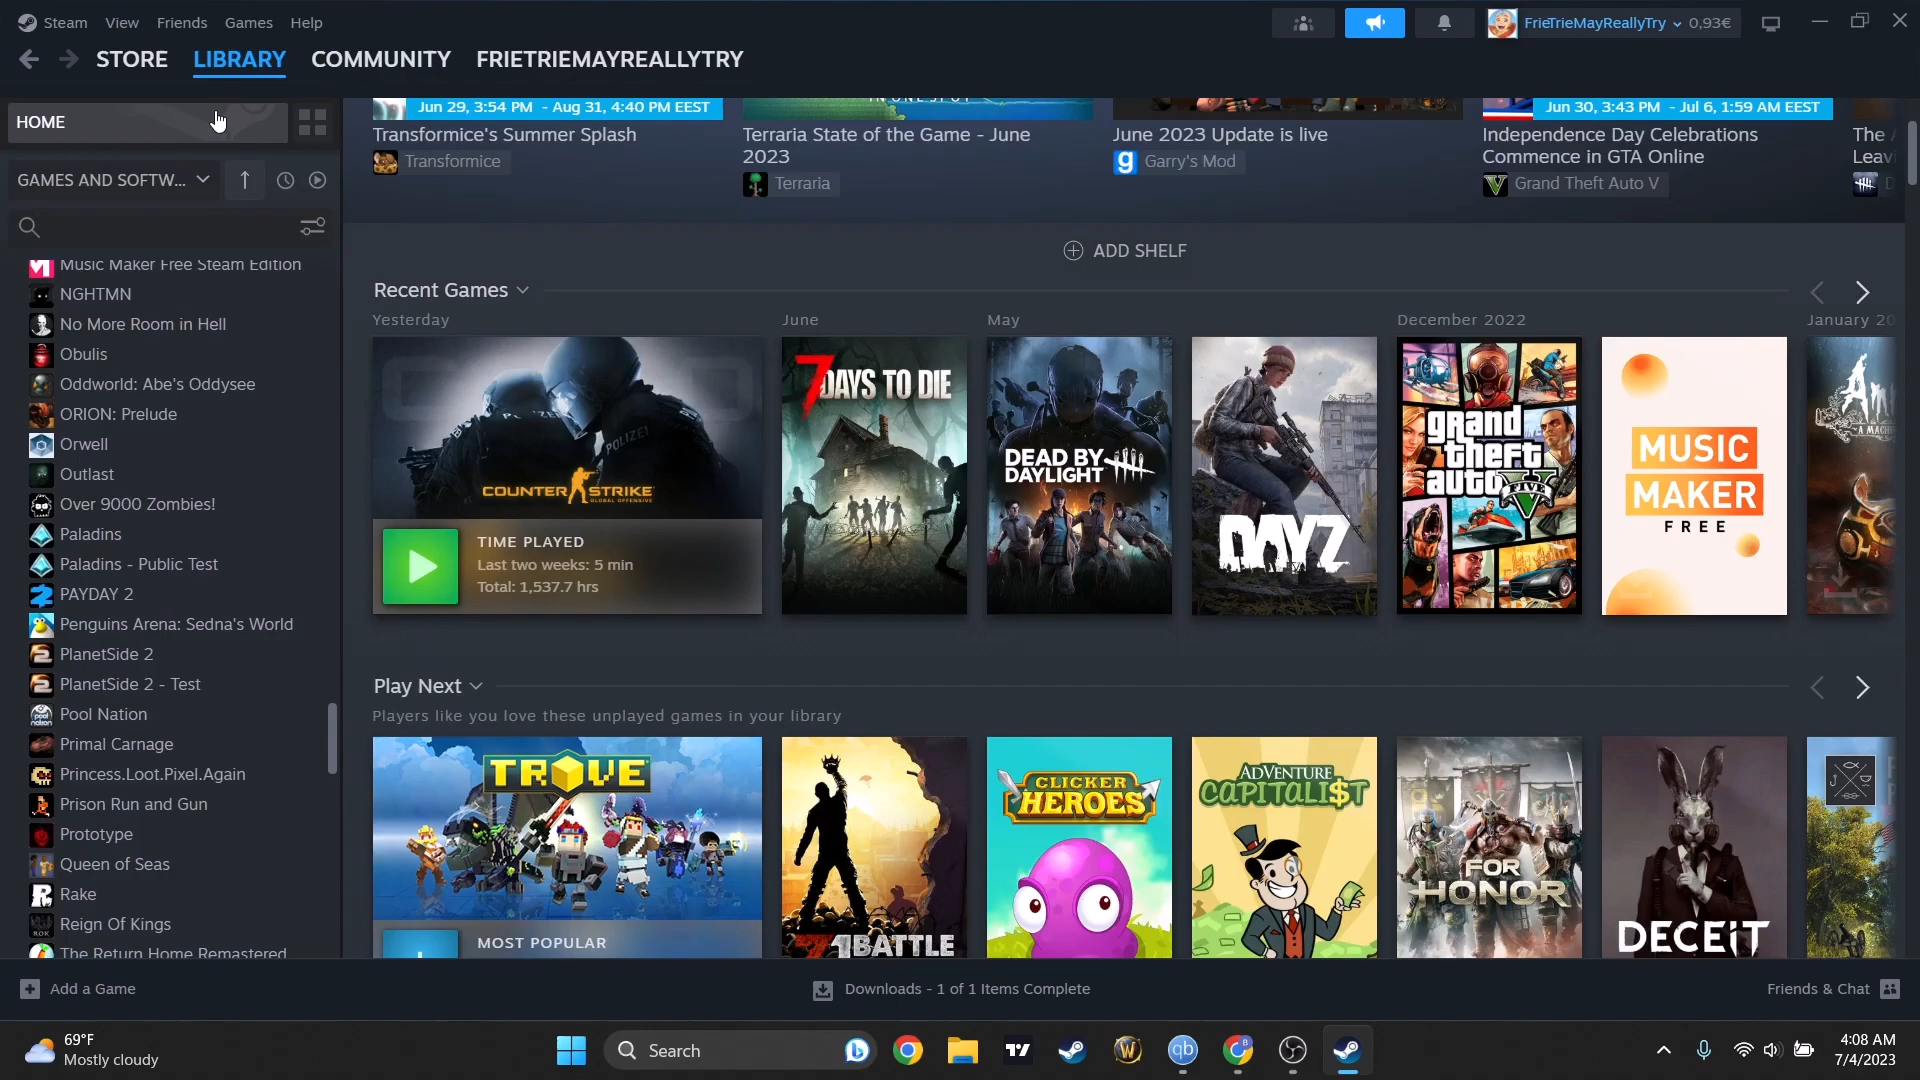 Steam View Friends Games Help
FrieTrieMayReallyTry 0,93€
STORE LIBRARY COMMUNITY FRIETRIEMAYREALLYTRY
HOME
GAMES AND SOFTW...
Music Maker Free Steam Edition
NGHTMN
No More Room in Hell
Obulis
Oddworld: Abe's Oddysee
ORION: Prelude
Orwell
Outlast
Over 9000 Zombies!
Paladins
Paladins - Public Test
PAYDAY 2
Penguins Arena: Sedna's World
PlanetSide 2
PlanetSide 2 - Test
Pool Nation
Primal Carnage
Princess.Loot.Pixel.Again
Prison Run and Gun
Prototype
Queen of Seas
Rake
Reign Of Kings
The Return Home Remastered
Jun 29, 3:54 PM - Aug 31, 4:40 PM EEST
Transformice's Summer Splash
Transformice
Terraria State of the Game - June
2023
Terraria
June 2023 Update is live
Garry's Mod
Jun 30, 3:43 PM - Jul 6, 1:59 AM EEST
Independence Day Celebrations
Commence in GTA Online
Grand Theft Auto V
The
Leavi
D
ADD SHELF
Recent Games
Yesterday
June
May
December 2022
January 20
COUNTER STRIKE
GLOBAL OFFENSIVE
POLIZEI
TIME PLAYED
Last two weeks: 5 min
Total: 1,537.7 hrs
7 DAYS TO DIE
DEAD BY
DAYLIGHT
DAYZ
grand
theft
auto V
FIVE
MUSIC
MAKER
FREE
Play Next
Players like you love these unplayed games in your library
TROVE
MOST POPULAR
BATTLE
CLICKER
HEROES
ADVENTURE
CAPITALI$T
FOR
HONOR
DECEIT
Add a Game
Downloads - 1 of 1 Items Complete
Friends & Chat
69°F
Mostly cloudy
Search
4:08 AM
7/4/2023